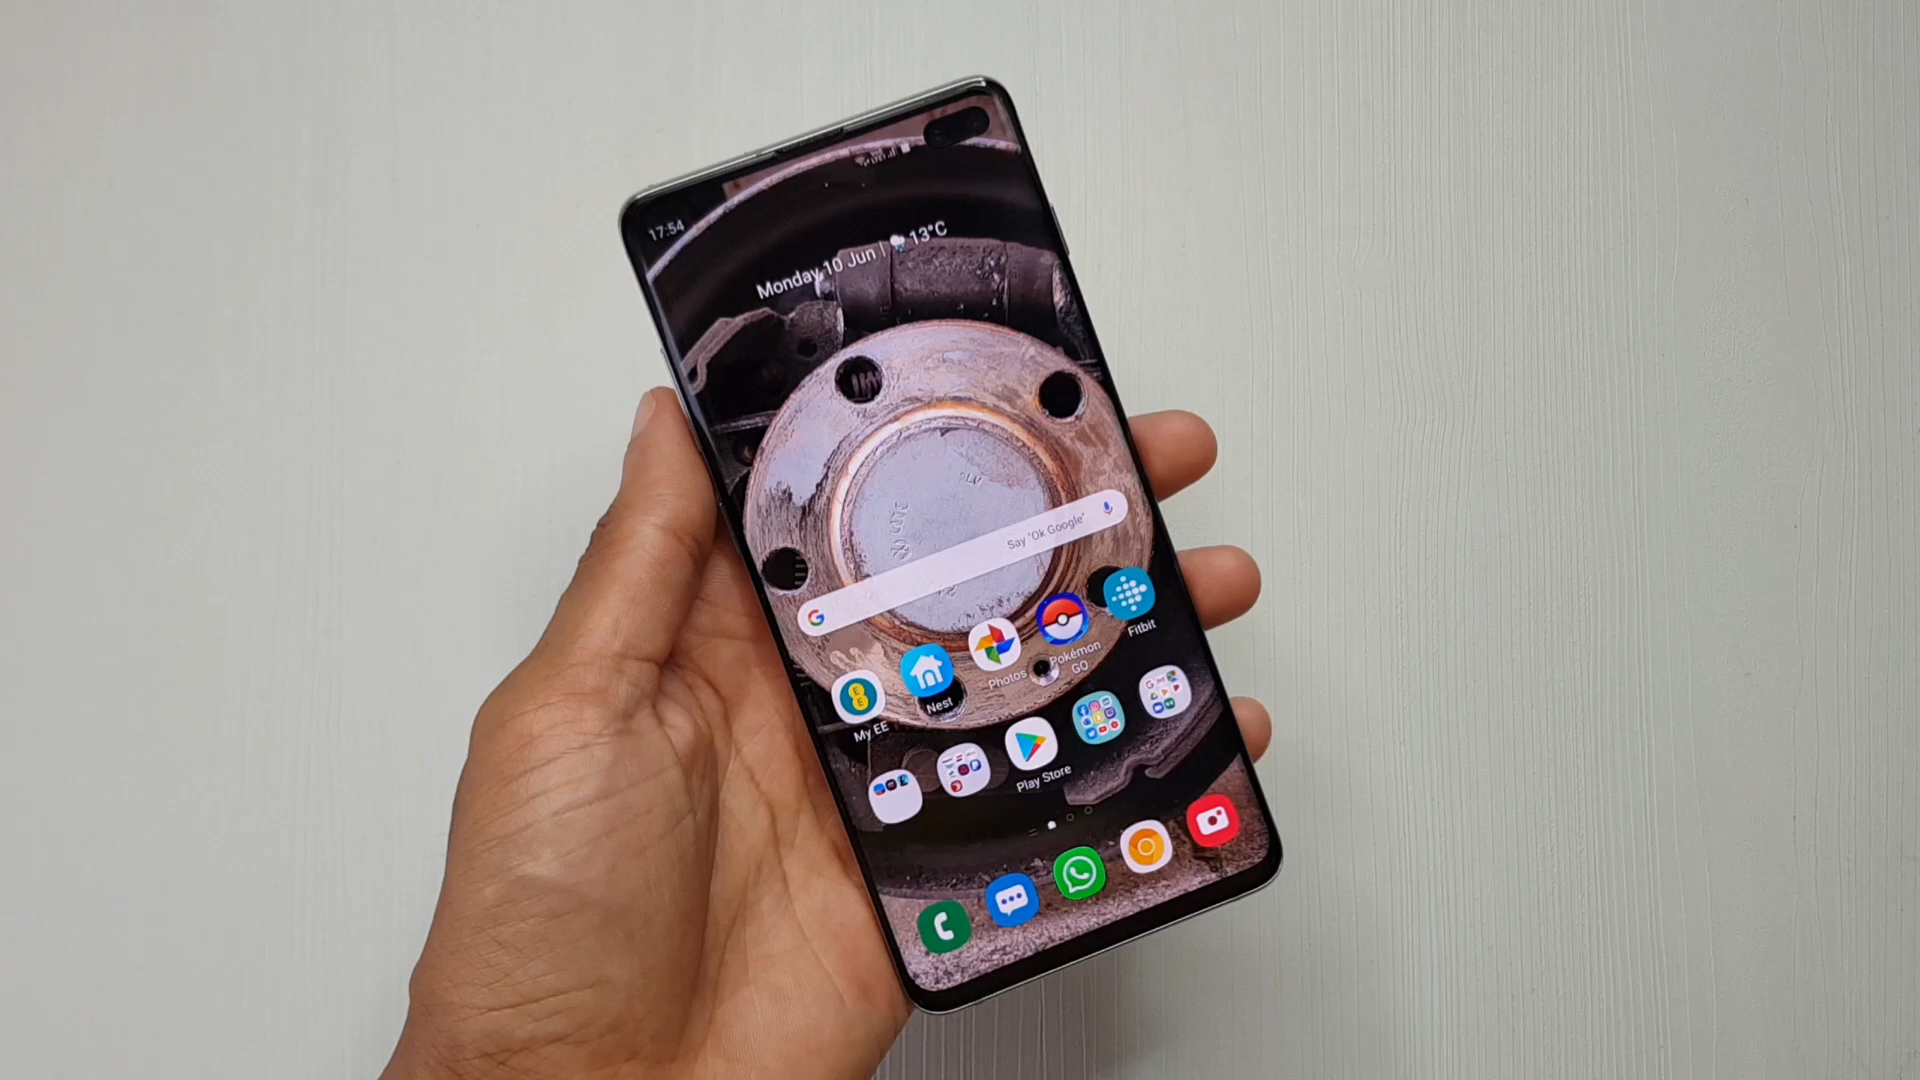 17:54
Monday, 10 Jun | 13°C
Say "Ok Google"
My EE
Nest
Photos
Pokémon
GO
Fitbit
Play Store